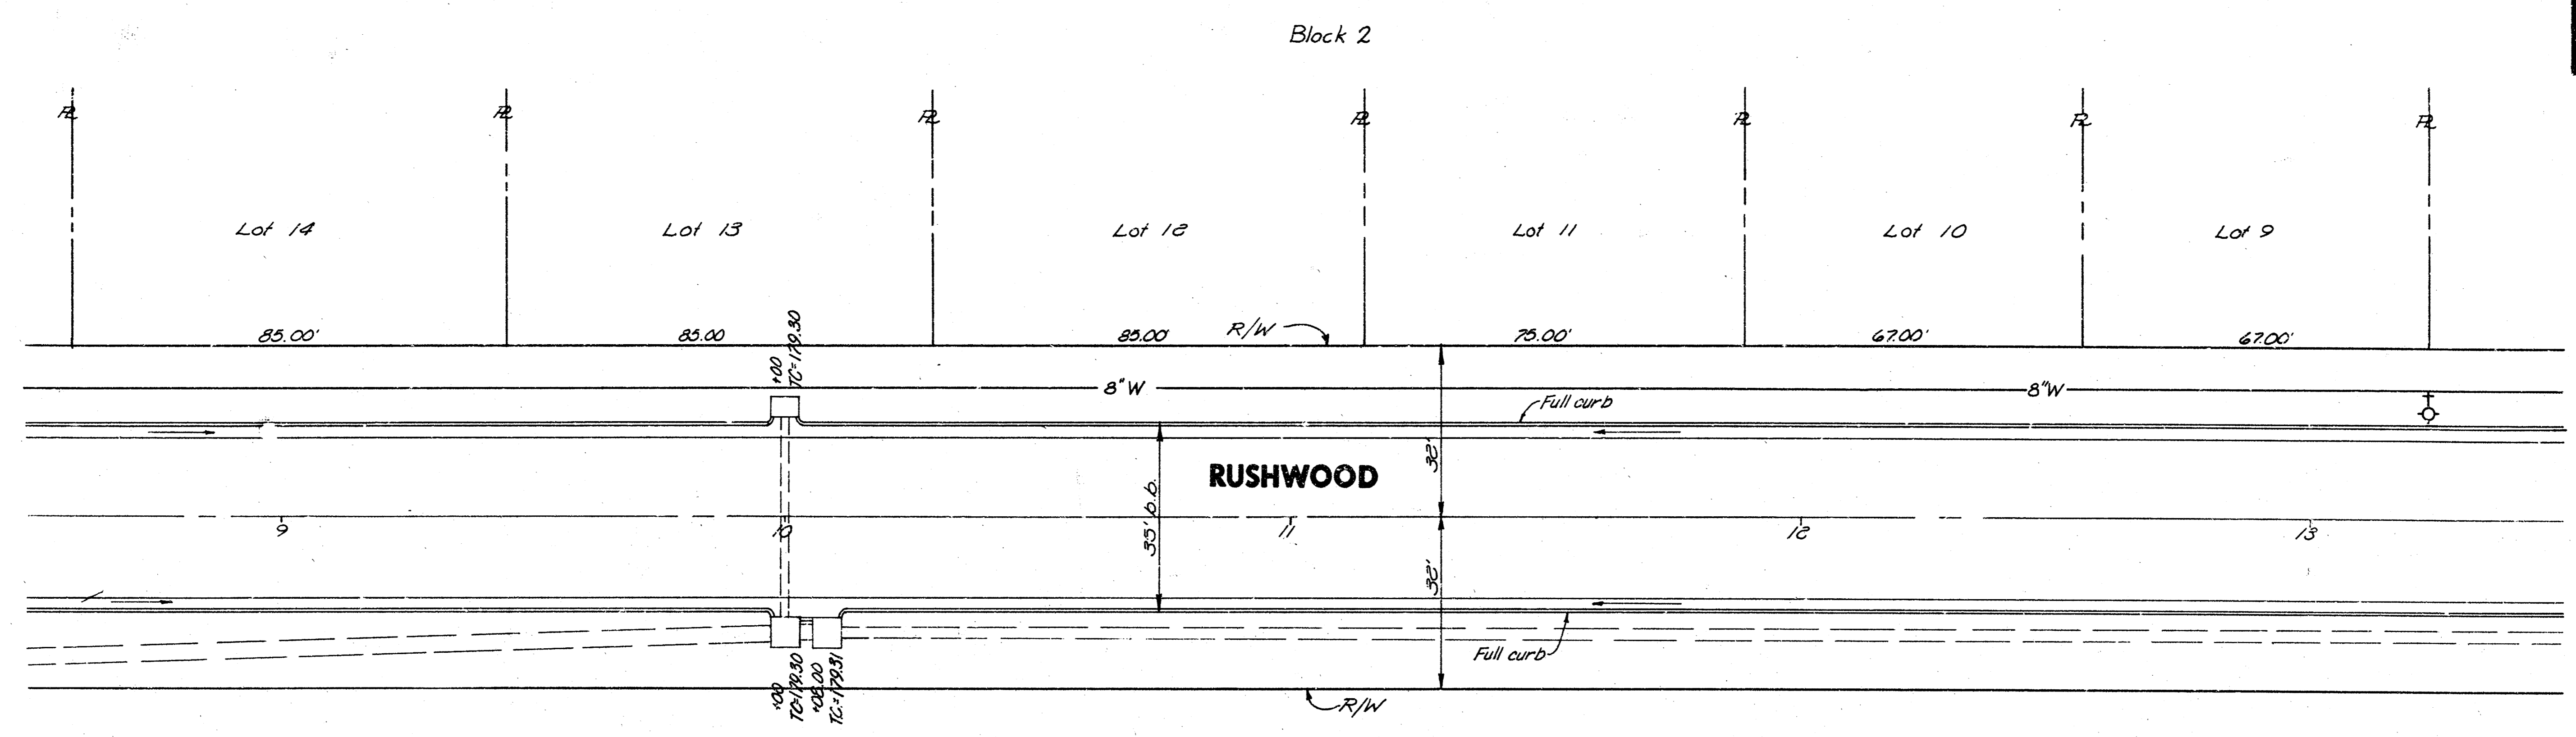 Block 2
PL PL PL PL PL PL PL
Lot 14 Lot 13 Lot 12 Lot 11 Lot 10 Lot 9
85.00' 85.00 85.00' R/W 75.00' 67.00' 67.00'
+00
TC=179.30
8"W 8"W
Full curb
RUSHWOOD
32'
35' b.b.
9 10 11 12 13
32'
Full curb
+00
TC=179.30
+08.00
TC.=179.31
R/W